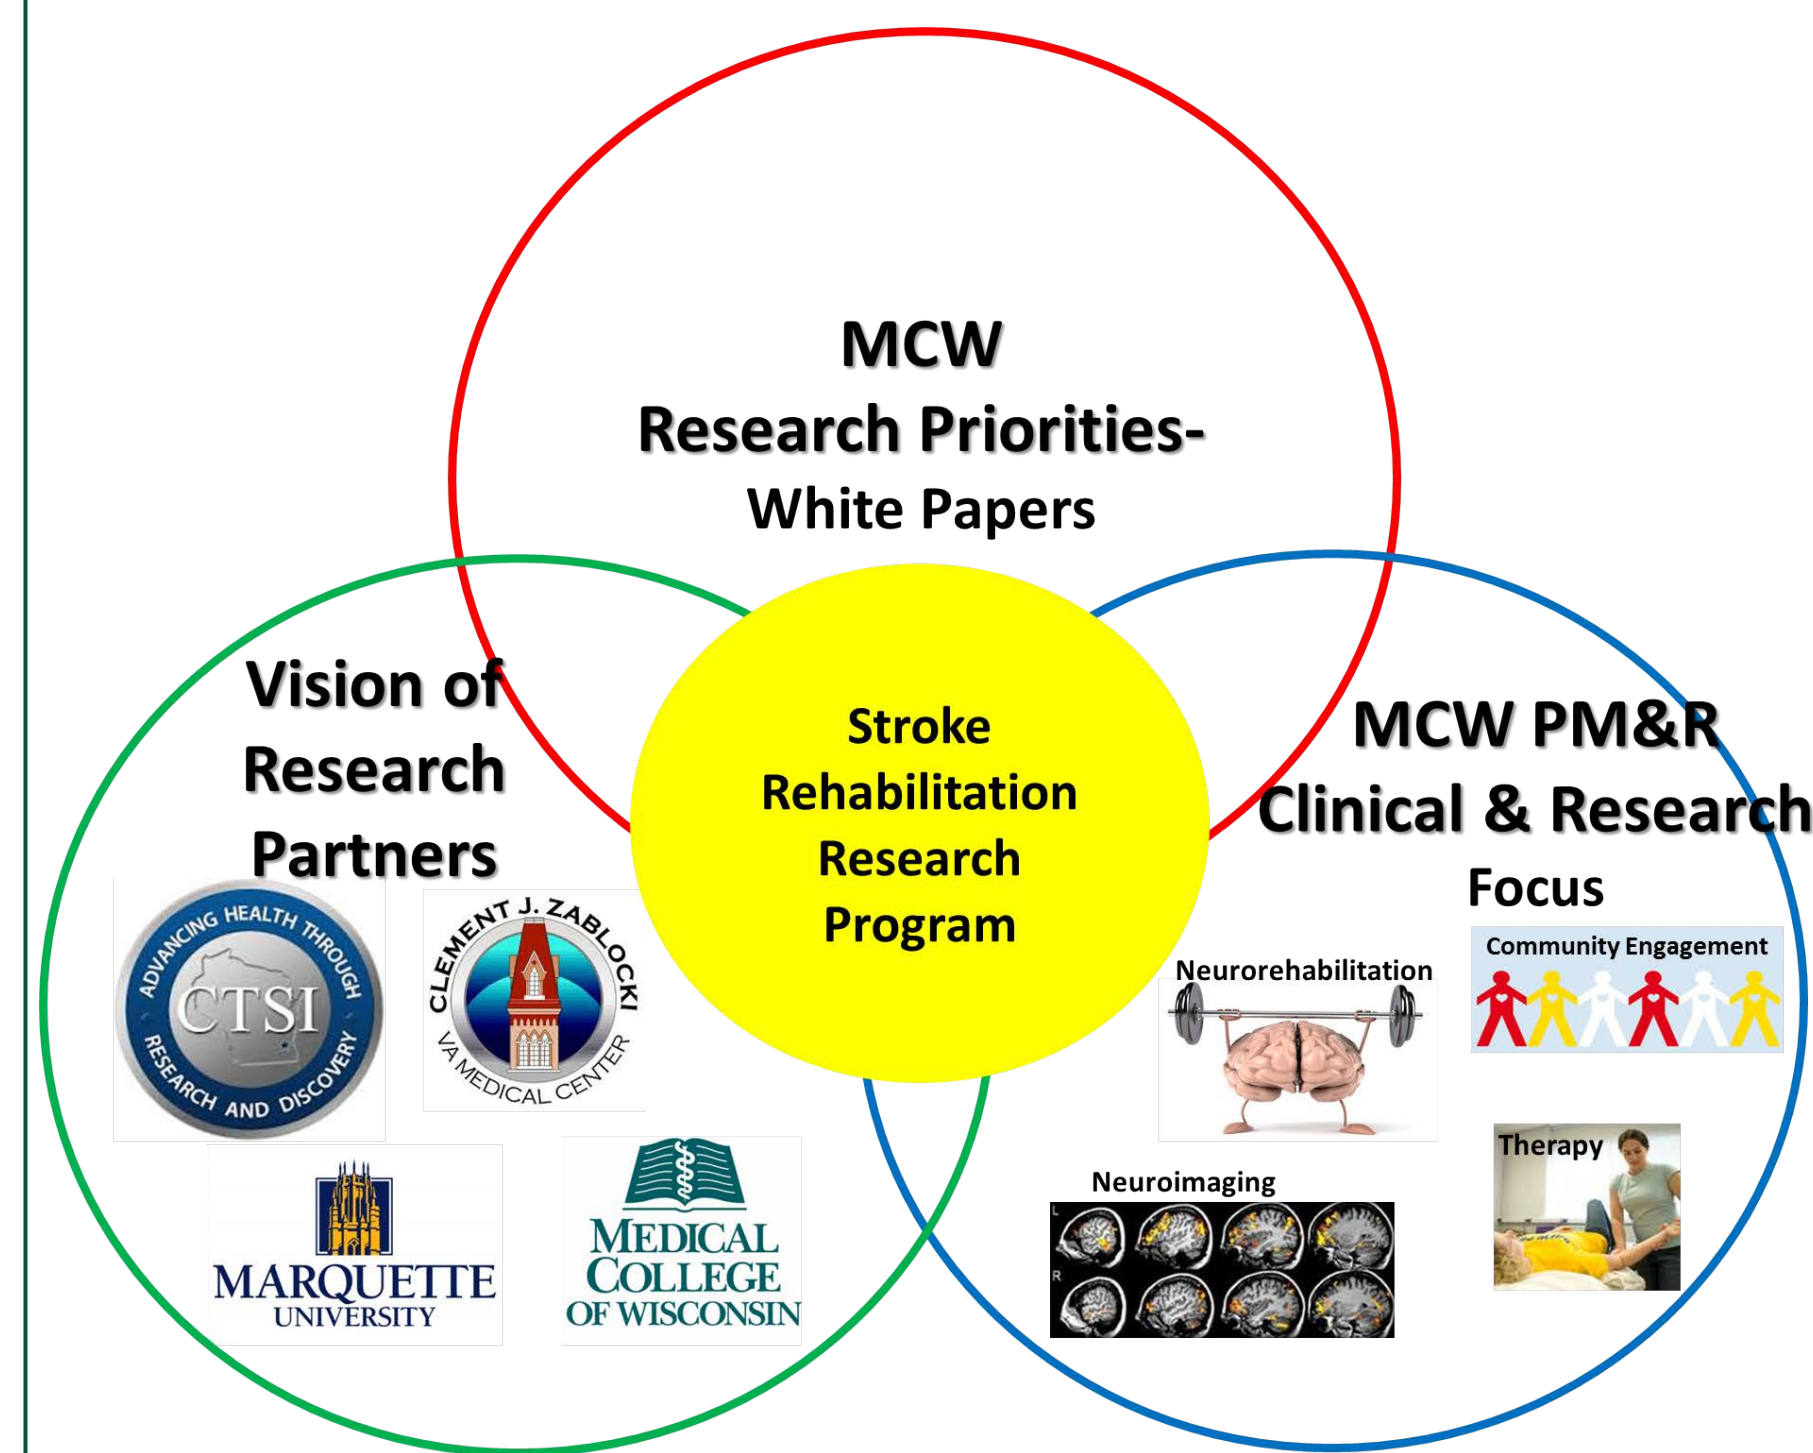 MCW
Research Priorities-
White Papers
Vision of
Research
Partners
Stroke
Rehabilitation
Research
Program
MCW PM&R
Clinical & Research
Focus
ADVANCING HEALTH THROUGH
CTSI
RESEARCH AND DISCOVERY
CLEMENT J. ZABLOCKI
VA MEDICAL CENTER
MARQUETTE
UNIVERSITY
MEDICAL
COLLEGE
OF WISCONSIN
Neurorehabilitation
Community Engagement
Neuroimaging
L
R
Therapy